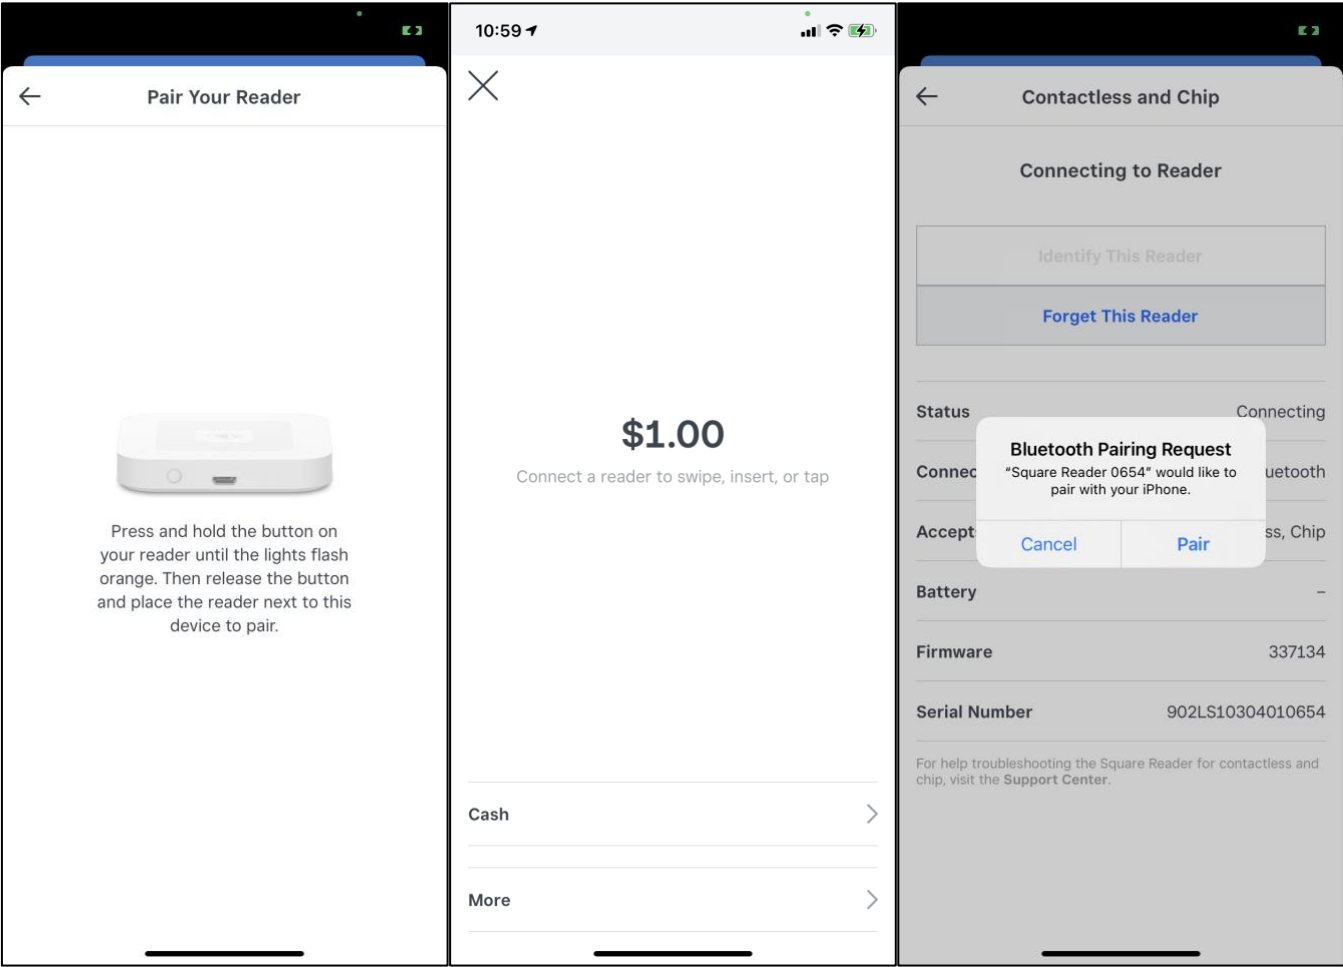 Pair Your Reader
Press and hold the button on
your reader until the lights flash
orange. Then release the button
and place the reader next to this
device to pair.
10:59
$1.00
Connect a reader to swipe, insert, or tap
Cash
More
Contactless and Chip
Connecting to Reader
Identify This Reader
Forget This Reader
Status Connecting
Bluetooth Pairing Request
"Square Reader 0654" would like to
pair with your iPhone.
Cancel Pair
Connec uetooth
Accept ss, Chip
Battery –
Firmware 337134
Serial Number 902LS10304010654
For help troubleshooting the Square Reader for contactless and
chip, visit the Support Center.